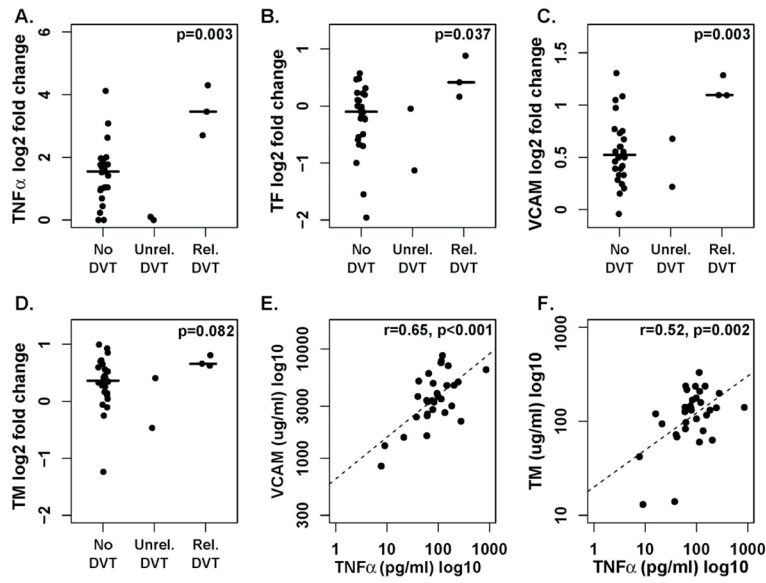 A.
p=0.003
TNFα log2 fold change
6
4
2
0
No DVT
Unrel. DVT
Rel. DVT
B.
p=0.037
TF log2 fold change
1
0
−1
−2
No DVT
Unrel. DVT
Rel. DVT
C.
p=0.003
VCAM log2 fold change
1.5
1.0
0.5
0.0
No DVT
Unrel. DVT
Rel. DVT
D.
p=0.082
TM log2 fold change
1
0
−1
−2
No DVT
Unrel. DVT
Rel. DVT
E.
r=0.65, p<0.001
VCAM (ug/ml) log10
10000
3000
1000
300
1
10
100
1000
TNFα (pg/ml) log10
F.
r=0.52, p=0.002
TM (ug/ml) log10
1000
100
10
1
10
100
1000
TNFα (pg/ml) log10